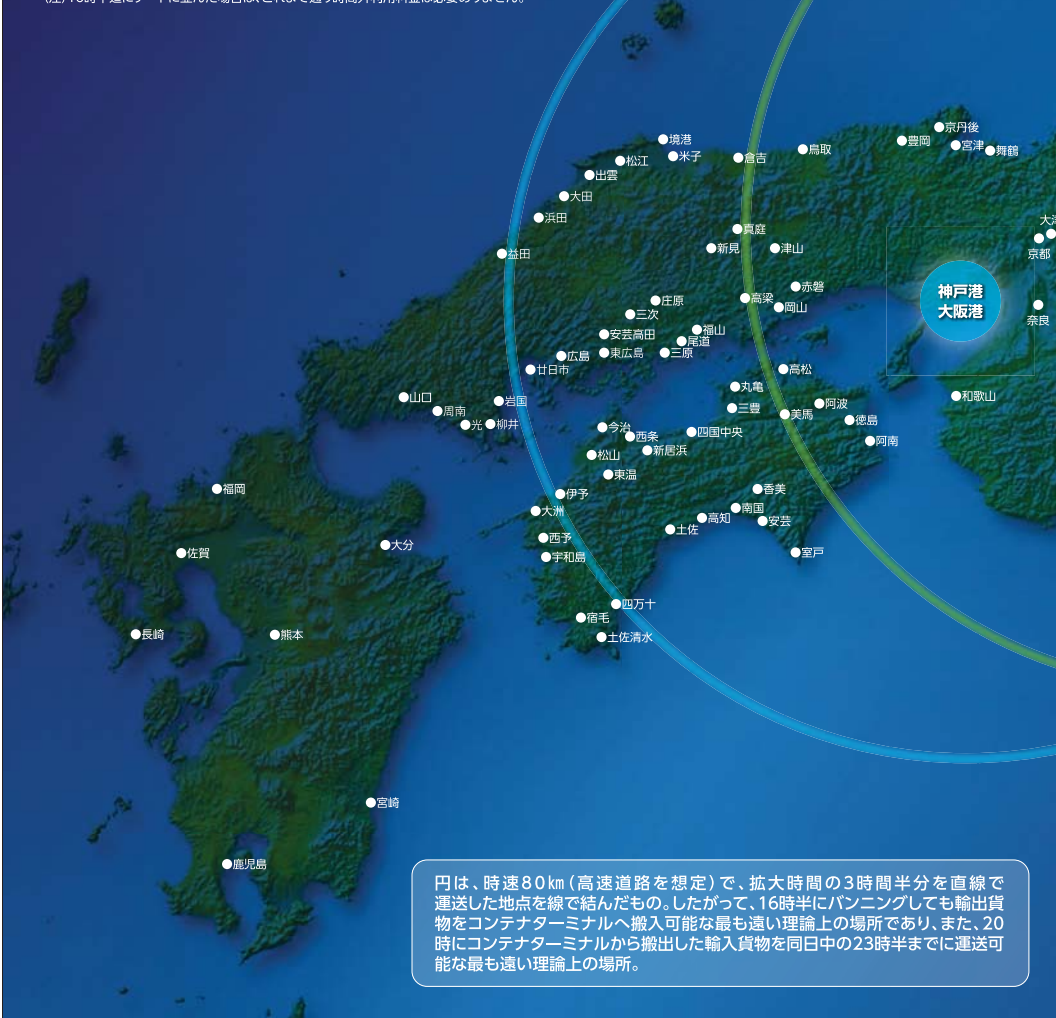 京丹後
豊岡
宮津
舞鶴
境港
米子
松江
倉吉
鳥取
出雲
大田
浜田
益田
真庭
新見
津山
京都
赤磐
神戸港
大阪港
庄原
高梁
岡山
三次
奈良
福山
安芸高田
尾道
広島
東広島
三原
廿日市
高松
丸亀
山口
岩国
三豊
阿波
和歌山
周南
美馬
光
柳井
徳島
今治
西条
四国中央
阿南
新居浜
松山
東温
福岡
伊予
香美
大洲
南国
高知
安芸
土佐
西予
大分
佐賀
宇和島
室戸
四万十
宿毛
長崎
熊本
土佐清水
宮崎
鹿児島
円は、時速80㎞(高速道路を想定)で、拡大時間の3時間半分を直線で
運送した地点を線で結んだもの。したがって、16時半にバンニングしても輸出貨
物をコンテナターミナルへ搬入可能な最も遠い理論上の場所であり、また、20
時にコンテナターミナルから搬出した輸入貨物を同日中の23時半までに運送可
能な最も遠い理論上の場所。